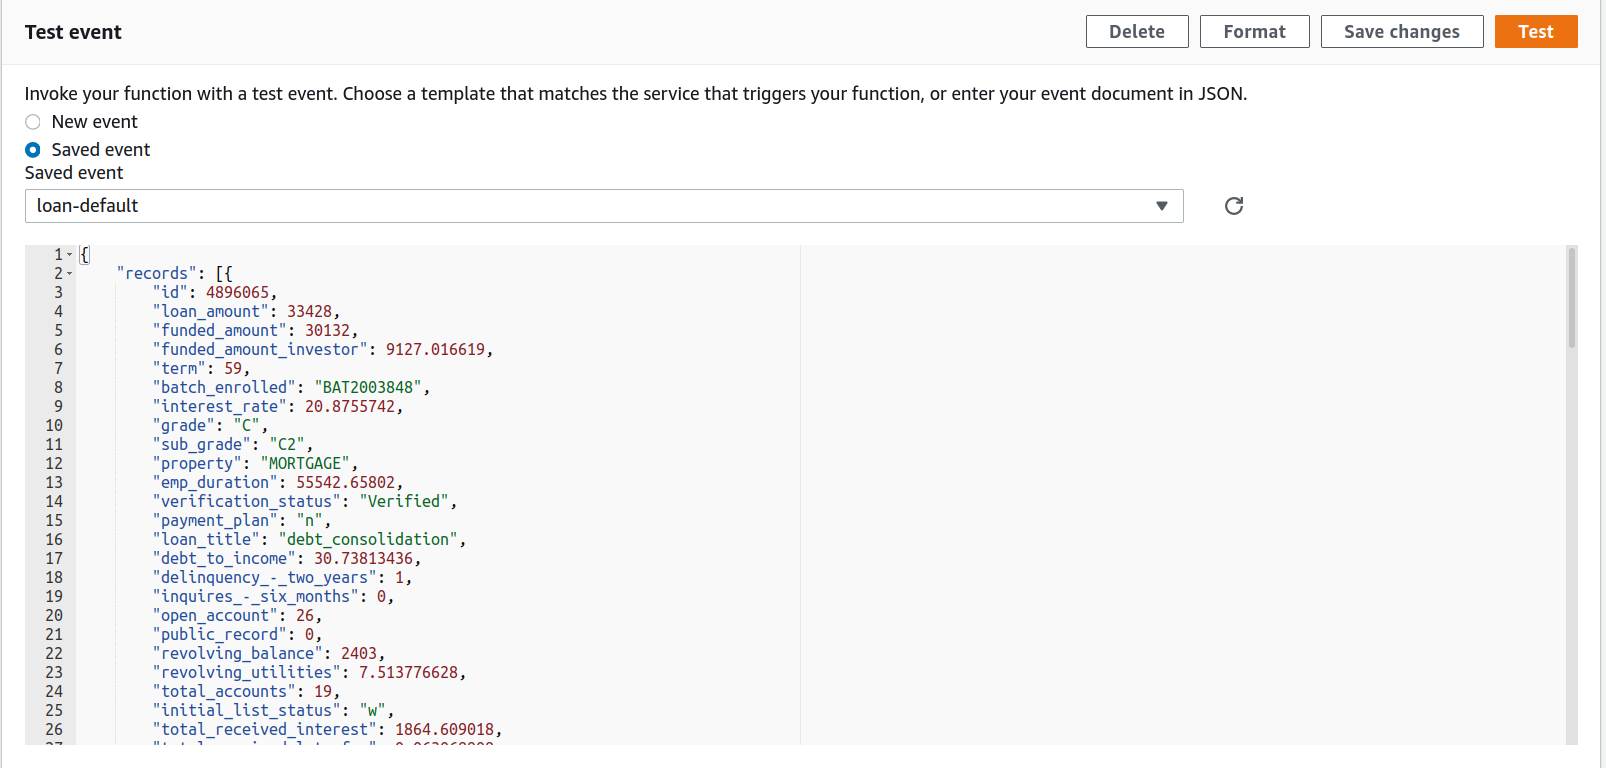 Test event
Delete
Format
Save changes
Test
Invoke your function with a test event. Choose a template that matches the service that triggers your function, or enter your event document in JSON.
New event
Saved event
Saved event
loan-default
1 {
2 "records": [{
3 "id": 4896065,
4 "loan_amount": 33428,
5 "funded_amount": 30132,
6 "funded_amount_investor": 9127.016619,
7 "term": 59,
8 "batch_enrolled": "BAT2003848",
9 "interest_rate": 20.8755742,
10 "grade": "C",
11 "sub_grade": "C2",
12 "property": "MORTGAGE",
13 "emp_duration": 55542.65802,
14 "verification_status": "Verified",
15 "payment_plan": "n",
16 "loan_title": "debt_consolidation",
17 "debt_to_income": 30.73813436,
18 "delinquency_-_two_years": 1,
19 "inquires_-_six_months": 0,
20 "open_account": 26,
21 "public_record": 0,
22 "revolving_balance": 2403,
23 "revolving_utilities": 7.513776628,
24 "total_accounts": 19,
25 "initial_list_status": "w",
26 "total_received_interest": 1864.609018,